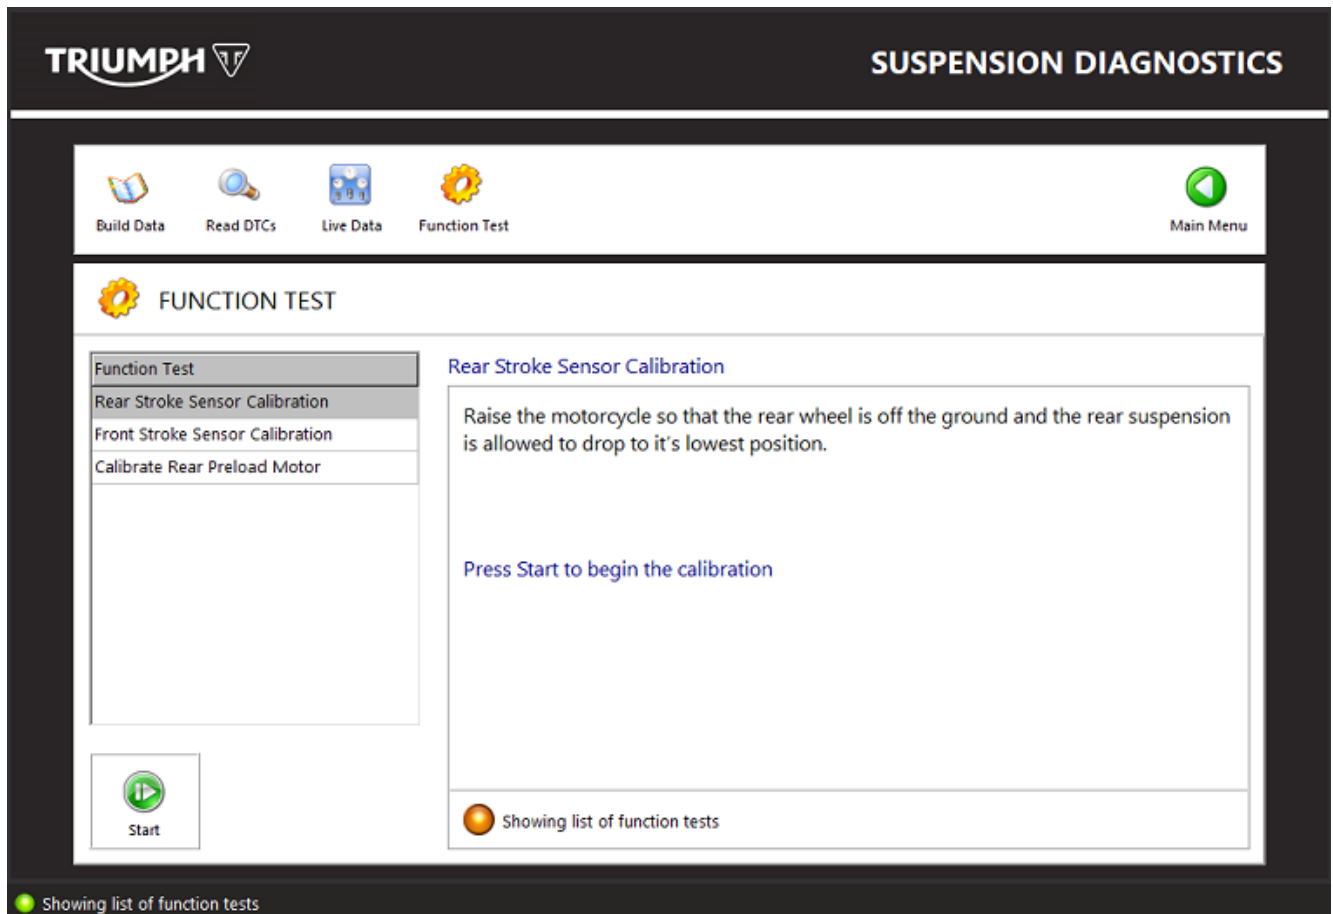 TRIUMPH
SUSPENSION DIAGNOSTICS
Build Data
Read DTCs
Live Data
Function Test
Main Menu
FUNCTION TEST
Function Test
Rear Stroke Sensor Calibration
Front Stroke Sensor Calibration
Calibrate Rear Preload Motor
Rear Stroke Sensor Calibration
Raise the motorcycle so that the rear wheel is off the ground and the rear suspension
is allowed to drop to it's lowest position.
Press Start to begin the calibration
Start
Showing list of function tests
Showing list of function tests